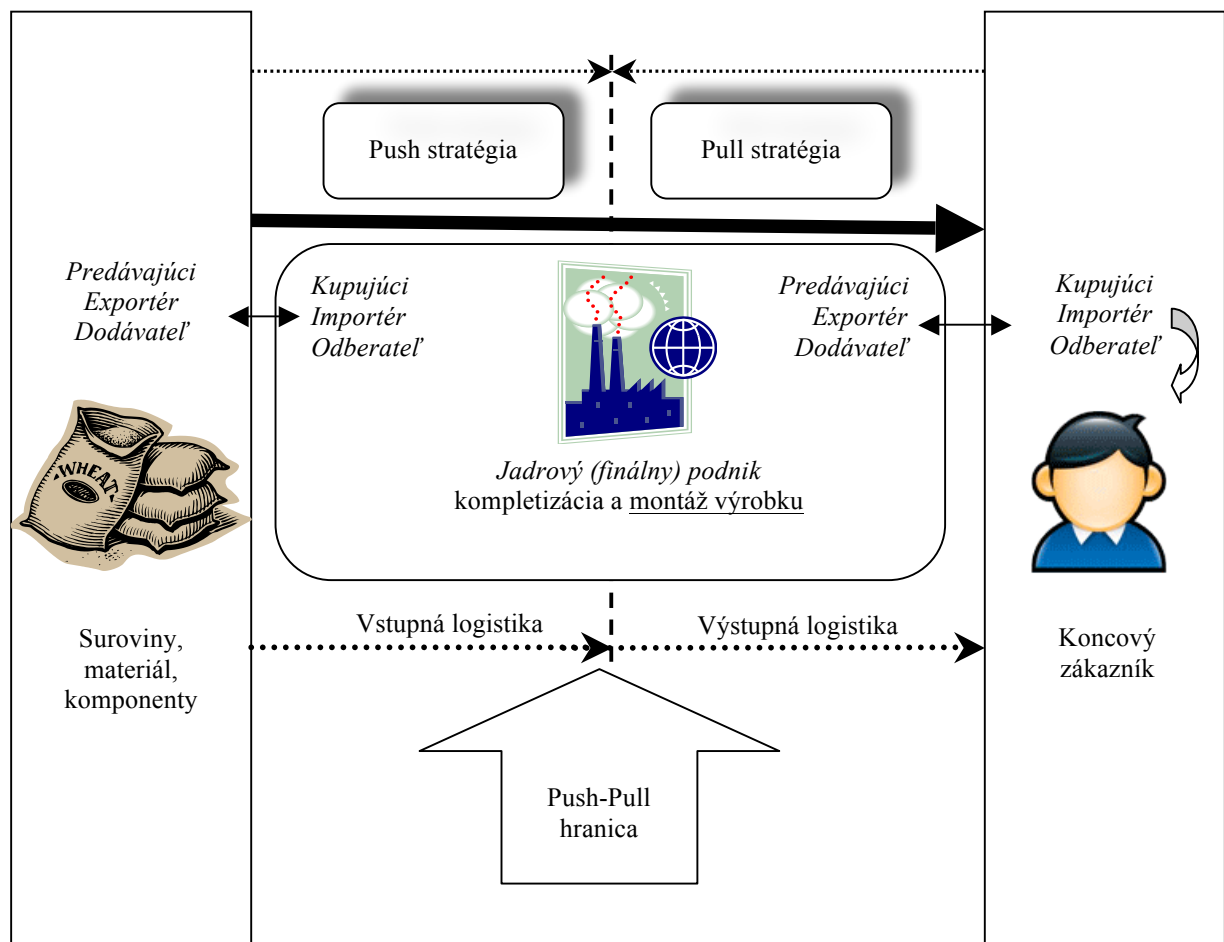 Push stratégia
Pull stratégia
Predávajúci
Exportér
Dodávateľ
Kupujúci
Importér
Odberateľ
Predávajúci
Exportér
Dodávateľ
Kupujúci
Importér
Odberateľ
WHEAT
Jadrový (finálny) podnik
kompletizácia a montáž výrobku
Vstupná logistika
Výstupná logistika
Suroviny,
materiál,
komponenty
Koncový
zákazník
Push-Pull
hranica